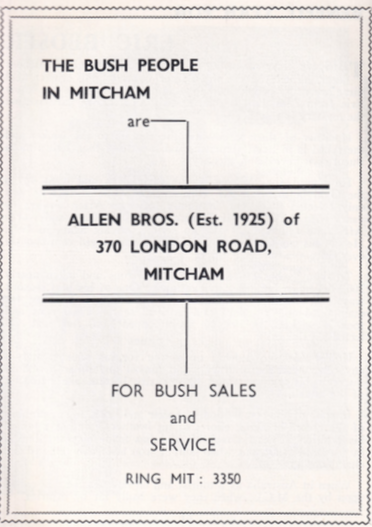 THE BUSH PEOPLE
IN MITCHAM
are
ALLEN BROS. (Est. 1925) of
370 LONDON ROAD,
MITCHAM
FOR BUSH SALES
and
SERVICE
RING MIT : 3350